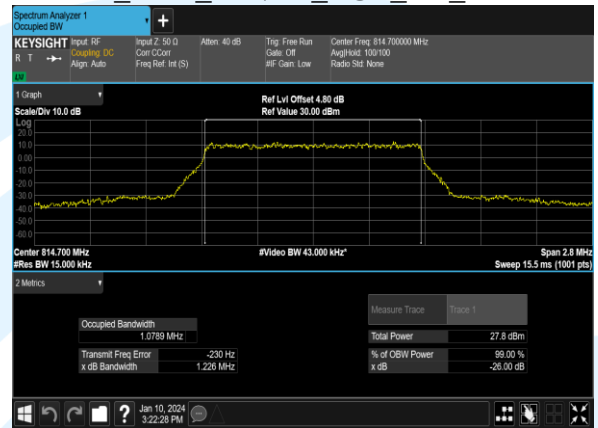 Spectrum Analyzer 1
Occupied BW
KEYSIGHT Input: RF Input Z: 50 Ω Atten: 40 dB Trig: Free Run Center Freq: 814.700000 MHz
R T Coupling: DC Corr CCorr Gate: Off Avg|Hold: 100/100
Align: Auto Freq Ref: Int (S) #IF Gain: Low Radio Std: None
1 Graph
Ref Lvl Offset 4.80 dB
Scale/Div 10.0 dB Ref Value 30.00 dBm
Log
20.0
10.0
0.00
-10.0
-20.0
-30.0
-40.0
-50.0
-60.0
Center 814.700 MHz #Video BW 43.000 kHz* Span 2.8 MHz
#Res BW 15.000 kHz Sweep 15.5 ms (1001 pts)
2 Metrics
Measure Trace Trace 1
Occupied Bandwidth
1.0789 MHz Total Power 27.8 dBm
Transmit Freq Error -230 Hz % of OBW Power 99.00 %
x dB Bandwidth 1.226 MHz x dB -26.00 dB
? Jan 10, 2024
3:22:28 PM